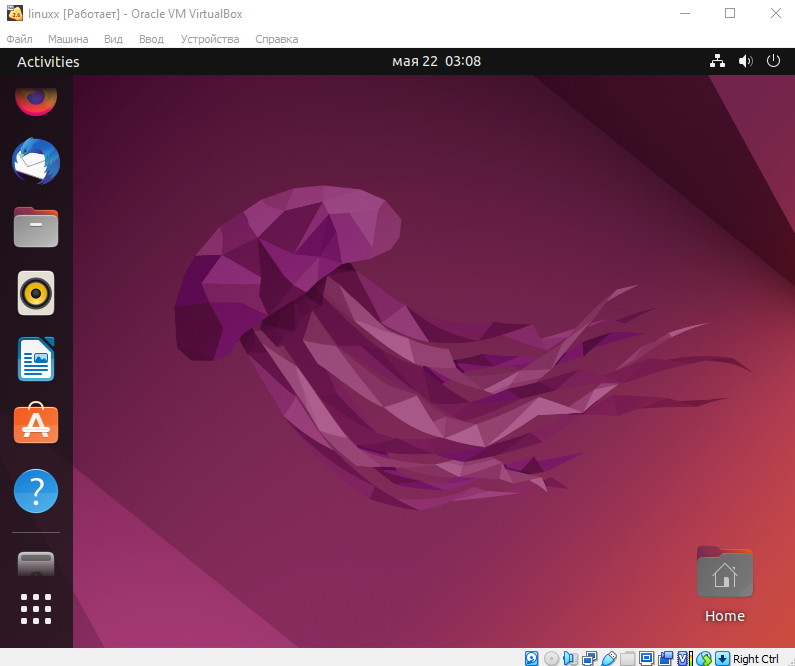 linuxx [Работает] - Oracle VM VirtualBox
Файл Машина Вид Ввод Устройства Справка
Activities мая 22 03:08
Home
Right Ctrl